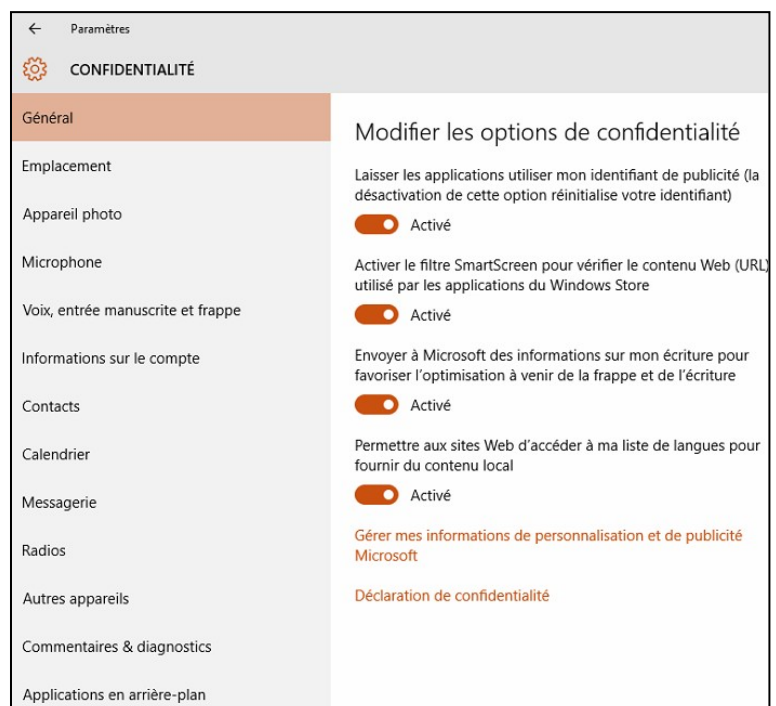 Paramètres
CONFIDENTIALITÉ
Général
Emplacement
Appareil photo
Microphone
Voix, entrée manuscrite et frappe
Informations sur le compte
Contacts
Calendrier
Messagerie
Radios
Autres appareils
Commentaires & diagnostics
Applications en arrière-plan
Modifier les options de confidentialité
Laisser les applications utiliser mon identifiant de publicité (la
désactivation de cette option réinitialise votre identifiant)
Activé
Activer le filtre SmartScreen pour vérifier le contenu Web (URL)
utilisé par les applications du Windows Store
Activé
Envoyer à Microsoft des informations sur mon écriture pour
favoriser l’optimisation à venir de la frappe et de l’écriture
Activé
Permettre aux sites Web d’accéder à ma liste de langues pour
fournir du contenu local
Activé
Gérer mes informations de personnalisation et de publicité
Microsoft
Déclaration de confidentialité